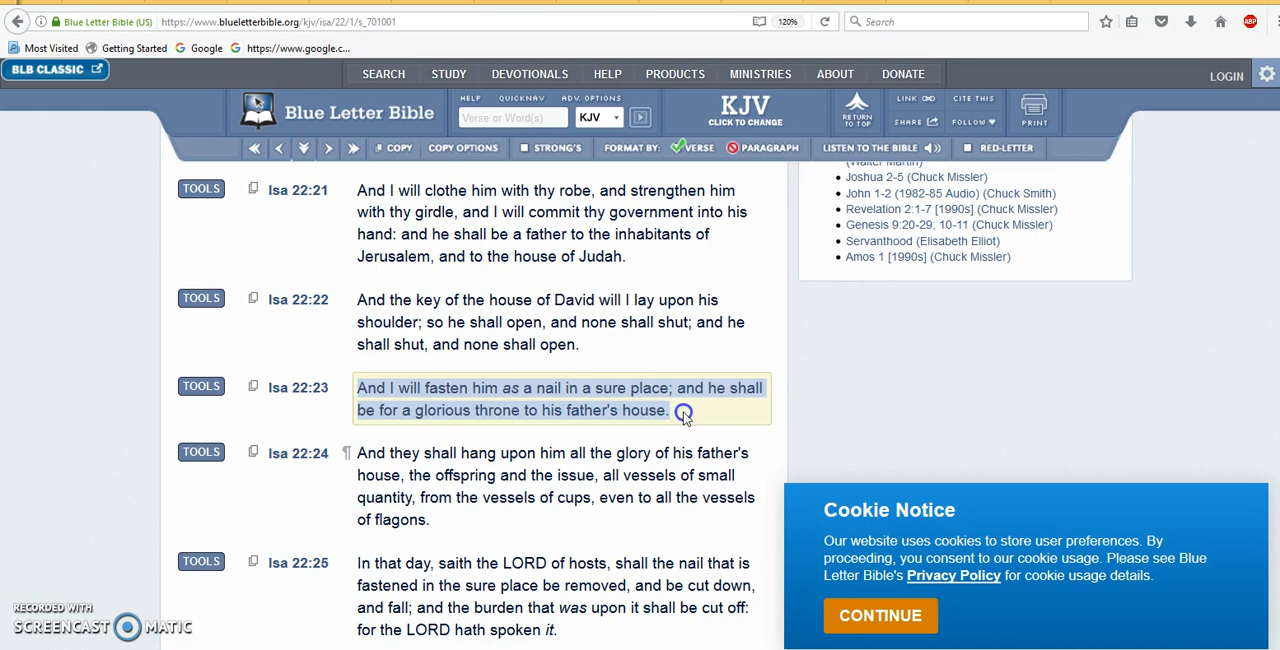 Blue Letter Bible (US) https://www.blueletterbible.org/kjv/isa/22/1/s_701001 120% Search ABP
Most Visited Getting Started Google https://www.google.c...
BLB CLASSIC SEARCH STUDY DEVOTIONALS HELP PRODUCTS MINISTRIES ABOUT DONATE LOGIN
Blue Letter Bible
HELP QUICKNAV ADV. OPTIONS
Verse or Word(s) KJV
KJV
CLICK TO CHANGE
RETURN
TO TOP
LINK CITE THIS
SHARE FOLLOW
PRINT
COPY COPY OPTIONS STRONG'S FORMAT BY: VERSE PARAGRAPH LISTEN TO THE BIBLE RED-LETTER
TOOLS Isa 22:21 And I will clothe him with thy robe, and strengthen him
with thy girdle, and I will commit thy government into his
hand: and he shall be a father to the inhabitants of
Jerusalem, and to the house of Judah.
TOOLS Isa 22:22 And the key of the house of David will I lay upon his
shoulder; so he shall open, and none shall shut; and he
shall shut, and none shall open.
TOOLS Isa 22:23 And I will fasten him as a nail in a sure place; and he shall
be for a glorious throne to his father's house.
TOOLS Isa 22:24 ¶ And they shall hang upon him all the glory of his father's
house, the offspring and the issue, all vessels of small
quantity, from the vessels of cups, even to all the vessels
of flagons.
TOOLS Isa 22:25 In that day, saith the LORD of hosts, shall the nail that is
fastened in the sure place be removed, and be cut down,
and fall; and the burden that was upon it shall be cut off:
for the LORD hath spoken it.
(Walter Martin)
• Joshua 2-5 (Chuck Missler)
• John 1-2 (1982-85 Audio) (Chuck Smith)
• Revelation 2:1-7 [1990s] (Chuck Missler)
• Genesis 9:20-29; 10-11 (Chuck Missler)
• Servanthood (Elisabeth Elliot)
• Amos 1 [1990s] (Chuck Missler)
Cookie Notice
Our website uses cookies to store user preferences. By
proceeding, you consent to our cookie usage. Please see Blue
Letter Bible's Privacy Policy for cookie usage details.
CONTINUE
RECORDED WITH
SCREENCAST MATIC